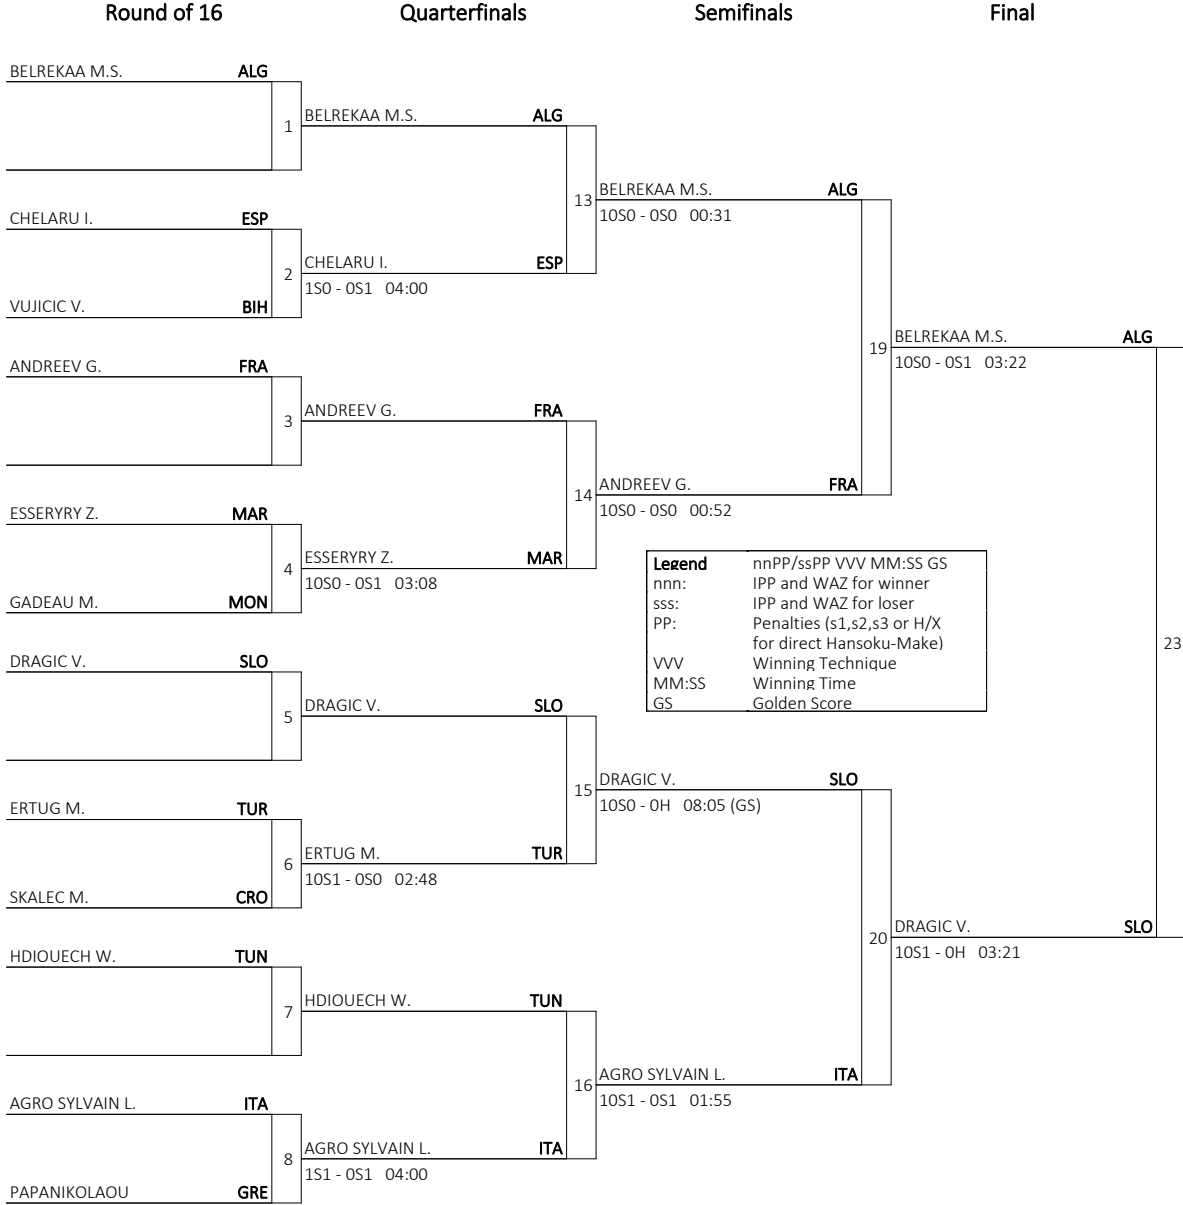 Round of 16 Quarterfinals Semifinals Final
BELREKAA M.S. ALG
1 BELREKAA M.S. ALG
13 BELREKAA M.S. ALG
10S0 - 0S0 00:31
CHELARU I. ESP
2 CHELARU I. ESP
1S0 - 0S1 04:00
VUJICIC V. BIH
19 BELREKAA M.S. ALG
10S0 - 0S1 03:22
ANDREEV G. FRA
3 ANDREEV G. FRA
14 ANDREEV G. FRA
10S0 - 0S0 00:52
ESSERYRY Z. MAR
4 ESSERYRY Z. MAR
10S0 - 0S1 03:08
GADEAU M. MON
Legend nnPP/ssPP VVV MM:SS GS
nnn: IPP and WAZ for winner
sss: IPP and WAZ for loser
PP: Penalties (s1,s2,s3 or H/X
for direct Hansoku-Make)
VVV Winning Technique
MM:SS Winning Time
GS Golden Score
23
DRAGIC V. SLO
5 DRAGIC V. SLO
15 DRAGIC V. SLO
10S0 - 0H 08:05 (GS)
ERTUG M. TUR
6 ERTUG M. TUR
10S1 - 0S0 02:48
SKALEC M. CRO
20 DRAGIC V. SLO
10S1 - 0H 03:21
HDIOUECH W. TUN
7 HDIOUECH W. TUN
16 AGRO SYLVAIN L. ITA
10S1 - 0S1 01:55
AGRO SYLVAIN L. ITA
8 AGRO SYLVAIN L. ITA
1S1 - 0S1 04:00
PAPANIKOLAOU GRE